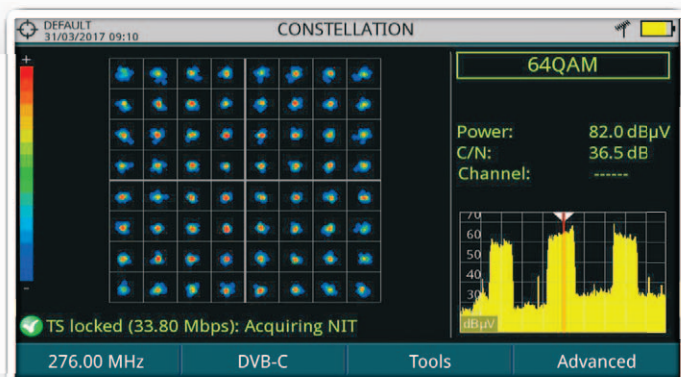 DEFAULT
31/03/2017 09:10
CONSTELLATION
+
-
64QAM
Power: 82.0 dBµV
C/N: 36.5 dB
Channel: ------
70
60
50
40
30
dBµV
TS locked (33.80 Mbps): Acquiring NIT
276.00 MHz
DVB-C
Tools
Advanced